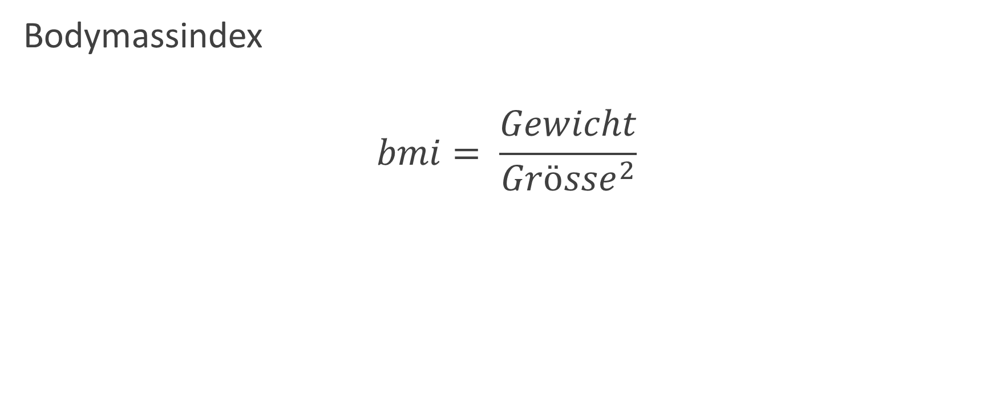 Bodymassindex
bmi = Gewicht / Grösse²